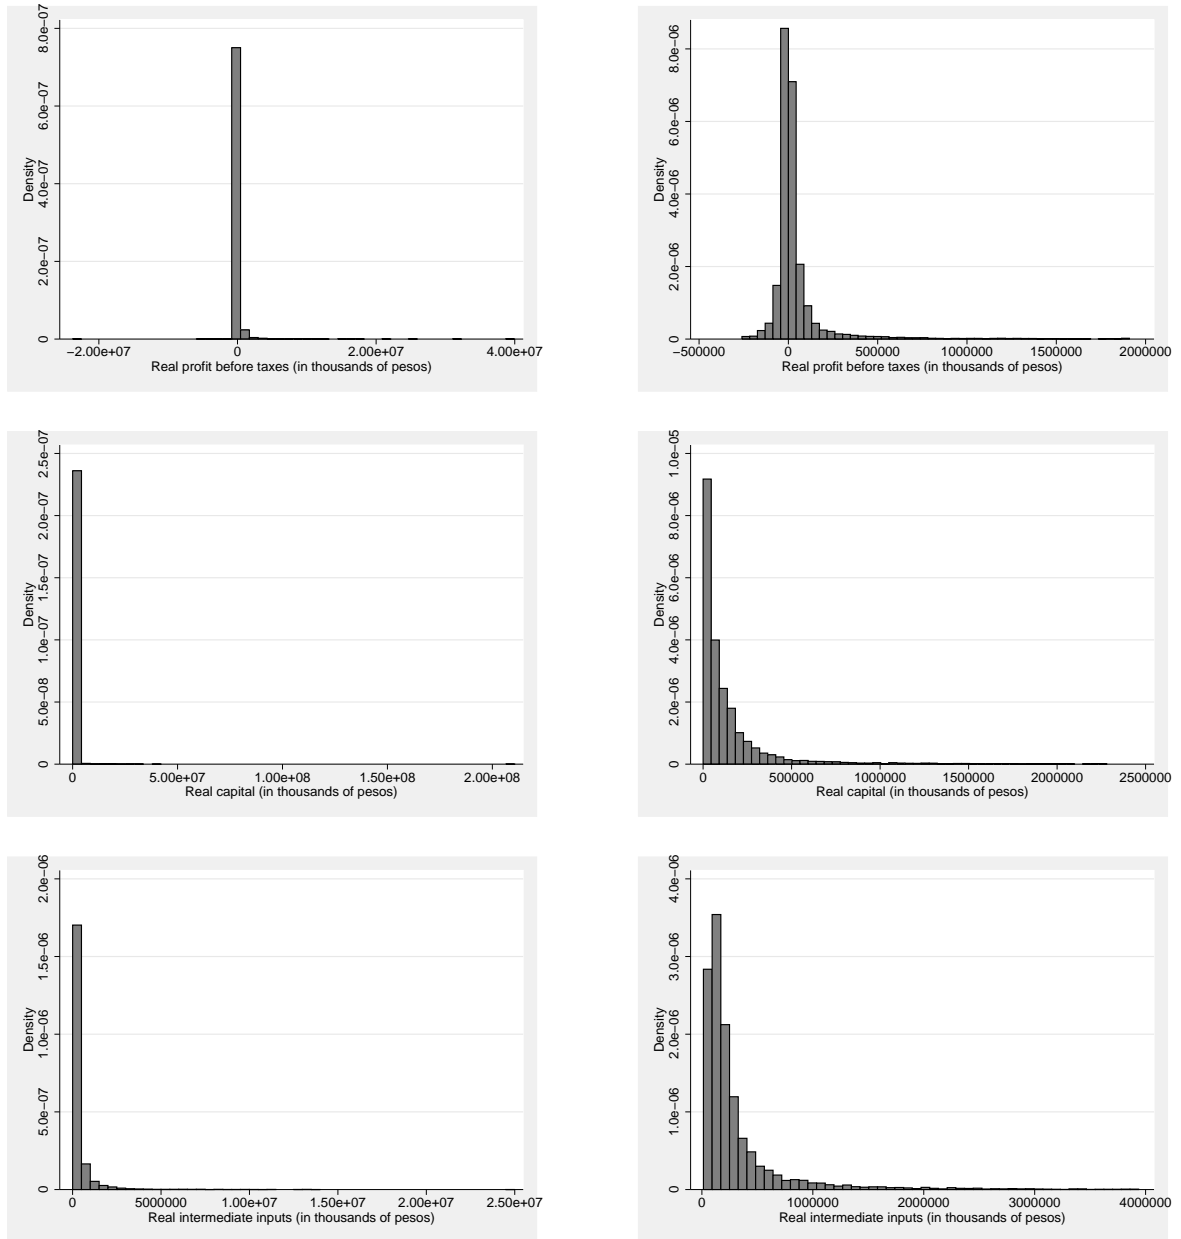 8.0e−07
6.0e−07
4.0e−07
2.0e−07
0
Density
−2.00e+07 0 2.00e+07 4.00e+07
Real profit before taxes (in thousands of pesos)
8.0e−06
6.0e−06
4.0e−06
2.0e−06
0
Density
−500000 0 500000 1000000 1500000 2000000
Real profit before taxes (in thousands of pesos)
2.5e−07
2.0e−07
1.5e−07
1.0e−07
5.0e−08
0
Density
0 5.00e+07 1.00e+08 1.50e+08 2.00e+08
Real capital (in thousands of pesos)
1.0e−05
8.0e−06
6.0e−06
4.0e−06
2.0e−06
0
Density
0 500000 1000000 1500000 2000000 2500000
Real capital (in thousands of pesos)
2.0e−06
1.5e−06
1.0e−06
5.0e−07
0
Density
0 5000000 1.00e+07 1.50e+07 2.00e+07 2.50e+07
Real intermediate inputs (in thousands of pesos)
4.0e−06
3.0e−06
2.0e−06
1.0e−06
0
Density
0 1000000 2000000 3000000 4000000
Real intermediate inputs (in thousands of pesos)